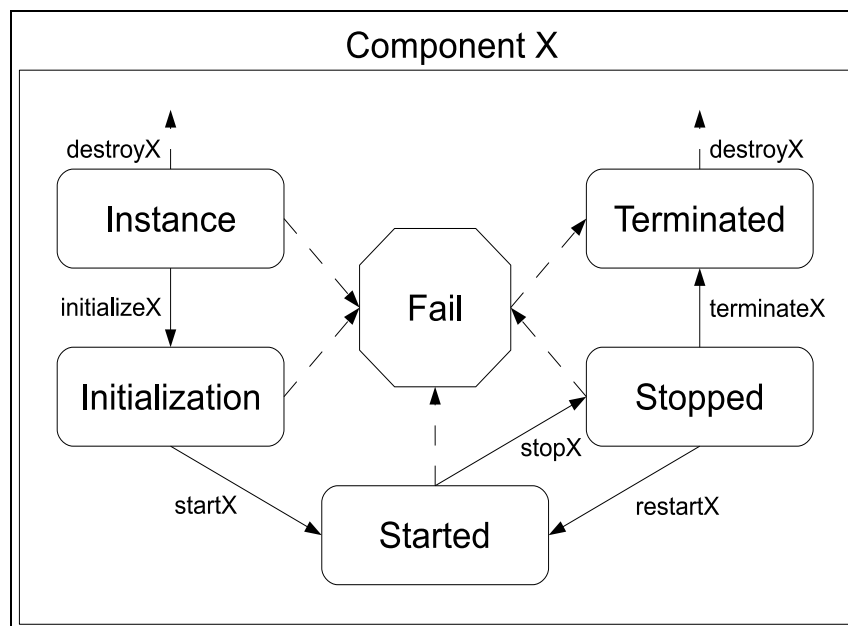 Component X
destroyX
destroyX
Instance
Terminated
Fail
initializeX
terminateX
Initialization
Stopped
stopX
startX
restartX
Started